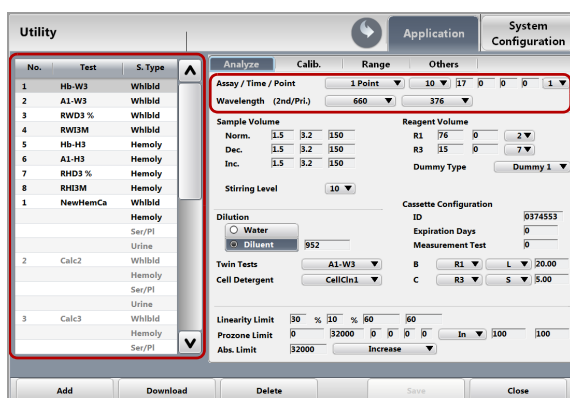 Utility
Application
System Configuration
No. Test S. Type
1 Hb-W3 Whlbld
2 A1-W3 Whlbld
3 RWD3 % Whlbld
4 RWI3M Whlbld
5 Hb-H3 Hemoly
6 A1-H3 Hemoly
7 RHD3 % Hemoly
8 RHI3M Hemoly
1 NewHemCa Whlbld
Hemoly
Ser/Pl
Urine
2 Calc2 Whlbld
Hemoly
Ser/Pl
Urine
3 Calc3 Whlbld
Hemoly
Ser/Pl
Analyze Calib. Range Others
Assay / Time / Point 1 Point 10 17 0 0 0 1
Wavelength (2nd/Pri.) 660 376
Sample Volume
Norm. 1.5 3.2 150
Dec. 1.5 3.2 150
Inc. 1.5 3.2 150
Stirring Level 10
Reagent Volume
R1 76 0 2
R3 15 0 7
Dummy Type Dummy 1
Dilution
Water
Diluent 952
Cassette Configuration
ID 0374553
Expiration Days 0
Measurement Test 0
Twin Tests A1-W3 B R1 L 20.00
Cell Detergent CellCln1 C R3 S 5.00
Linearity Limit 30 % 10 % 60 60
Prozone Limit 0 32000 0 0 0 0 In 100 100
Abs. Limit 32000 Increase
Add Download Delete Save Close